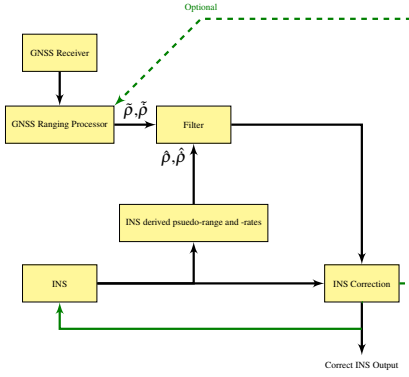 Optional
GNSS Receiver
GNSS Ranging Processor
ρ̃,ρ̃̇
Filter
ρ̂,ρ̂̇
INS derived psuedo-range and -rates
INS
INS Correction
Correct INS Output